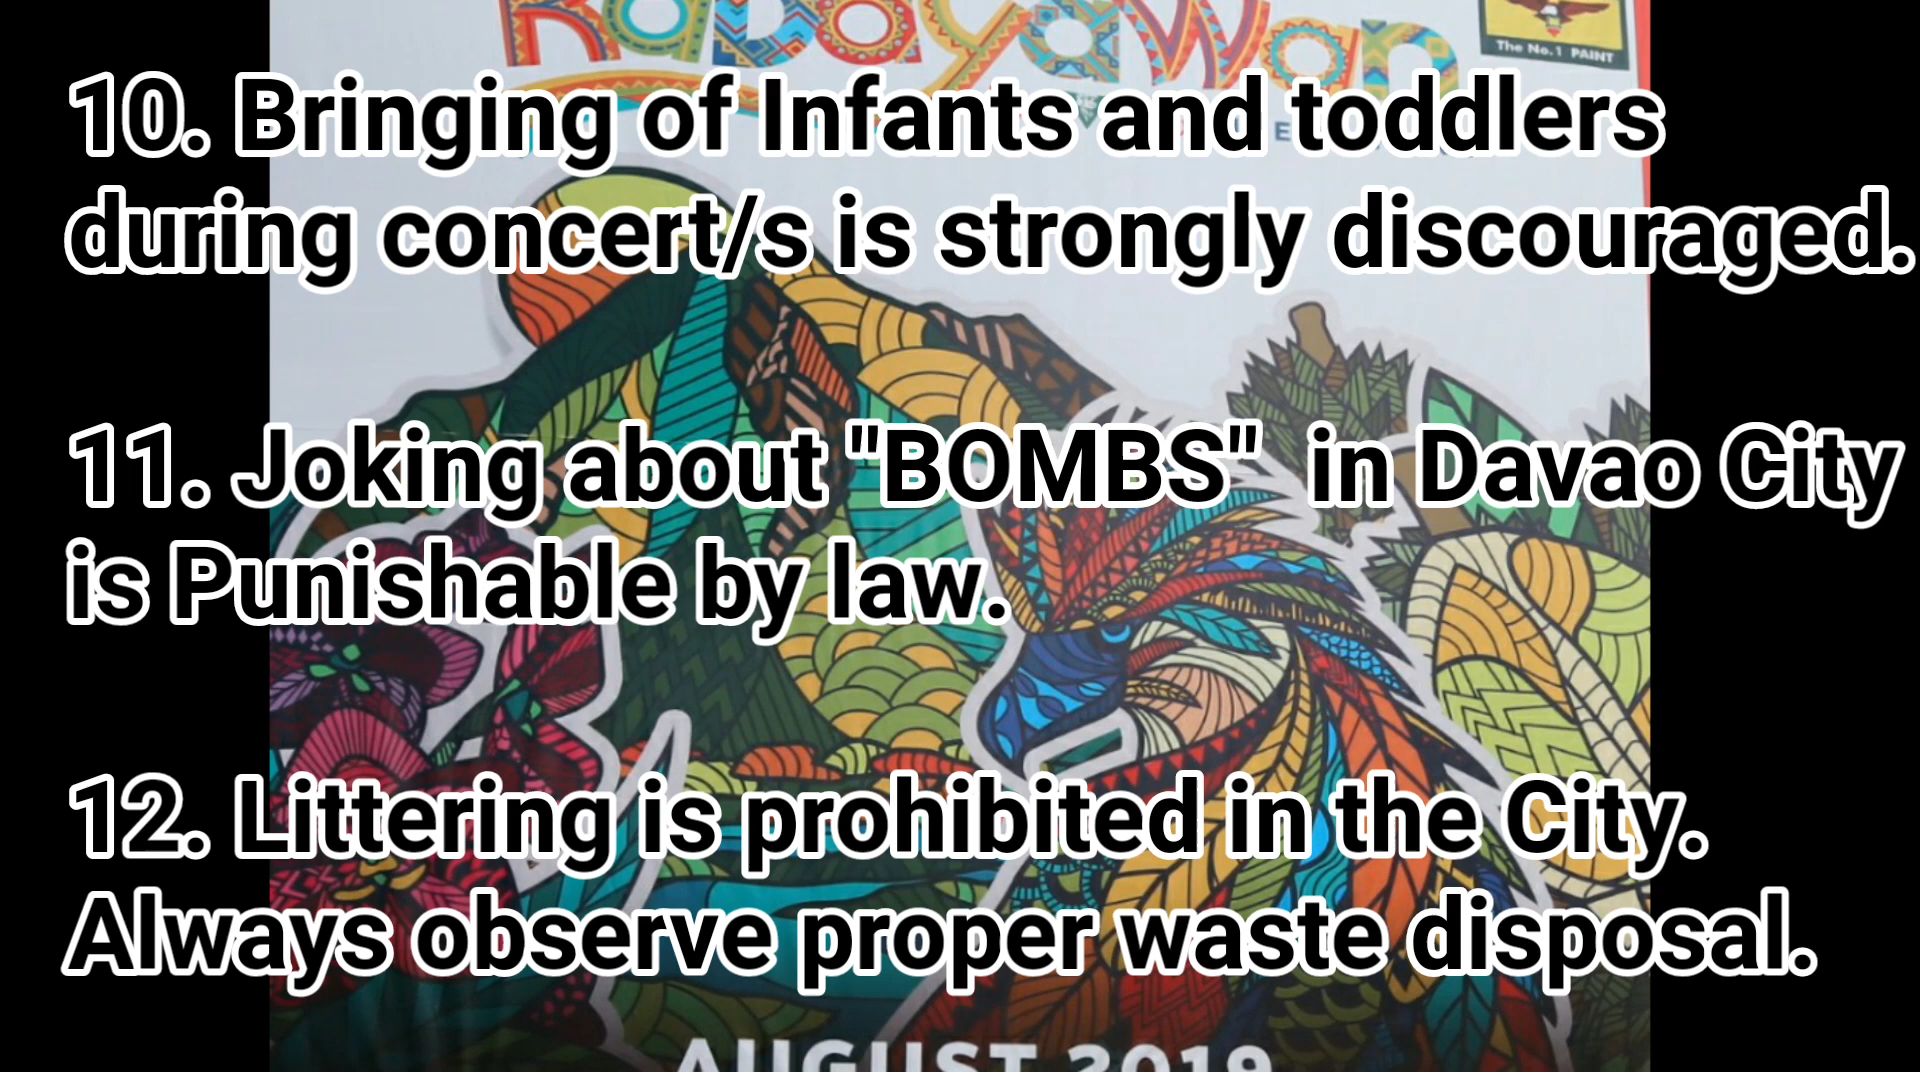 KadayaWan
The No.1 PAINT
10. Bringing of Infants and toddlers
during concert/s is strongly discouraged.
11. Joking about "BOMBS" in Davao City
is Punishable by law.
12. Littering is prohibited in the City.
Always observe proper waste disposal.
AUGUST 2019